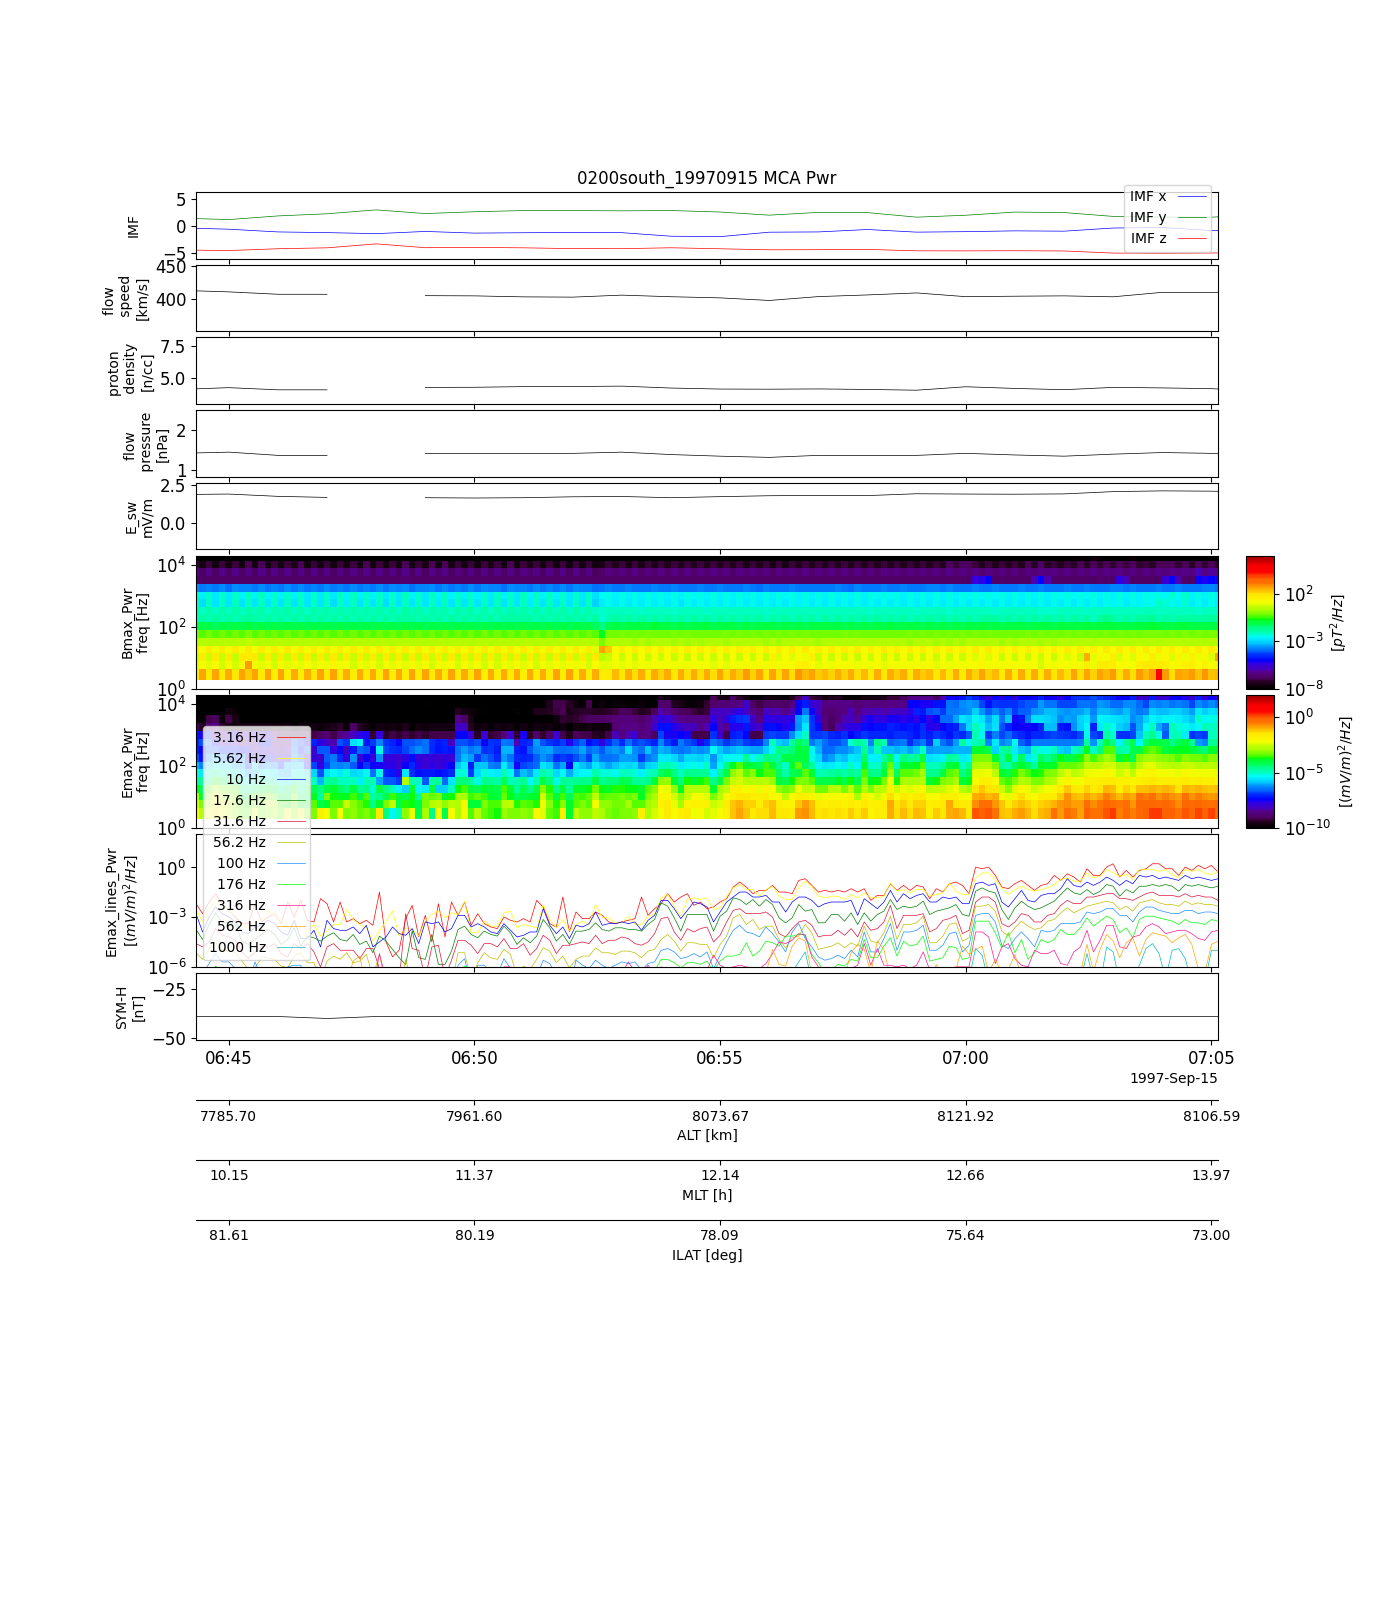 0200south_19970915 MCA Pwr
5
0
−5
IMF
IMF x
IMF y
IMF z
450
400
flow
speed
[km/s]
7.5
5.0
proton
density
[n/cc]
2
1
flow
pressure
[nPa]
2.5
0.0
E_sw
mV/m
10^4
10^2
10^0
Bmax_Pwr
freq [Hz]
10^2
10^−3
10^−8
[pT^2/Hz]
10^4
10^2
10^0
Emax_Pwr
freq [Hz]
10^0
10^−5
10^−10
[(mV/m)^2/Hz]
3.16 Hz
5.62 Hz
10 Hz
17.6 Hz
31.6 Hz
56.2 Hz
100 Hz
176 Hz
316 Hz
562 Hz
1000 Hz
10^0
10^−3
10^−6
Emax_lines_Pwr
[(mV/m)^2/Hz]
−25
−50
SYM-H
[nT]
06:45 06:50 06:55 07:00 07:05
1997-Sep-15
7785.70 7961.60 8073.67 8121.92 8106.59
ALT [km]
10.15 11.37 12.14 12.66 13.97
MLT [h]
81.61 80.19 78.09 75.64 73.00
ILAT [deg]